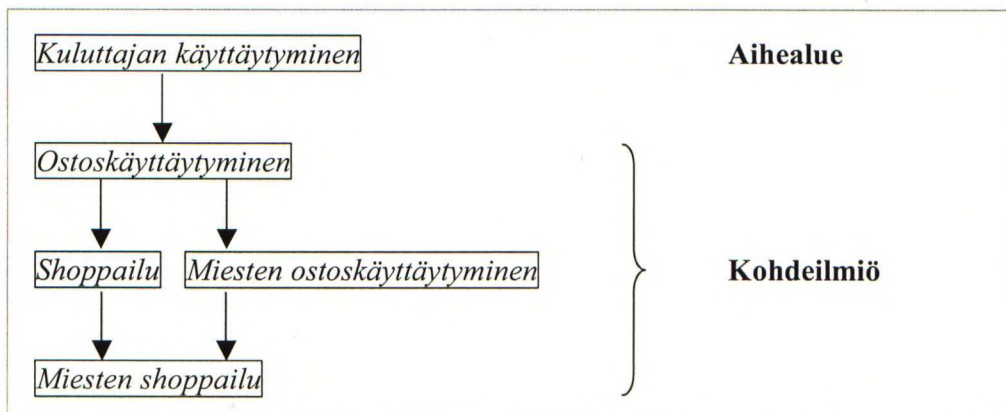 Kuluttajan käyttäytyminen
Aihealue
Ostoskäyttäytyminen
Shoppailu
Miesten ostoskäyttäytyminen
Kohdeilmiö
Miesten shoppailu